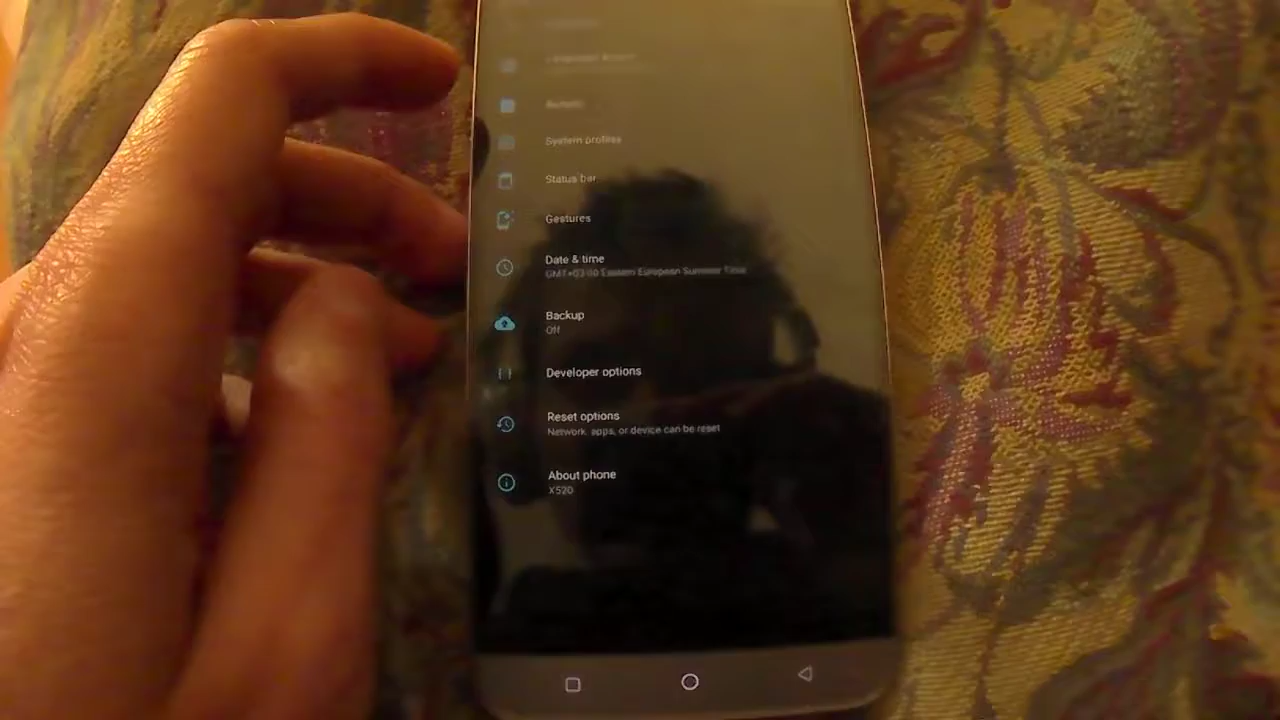 System profiles
Status bar
Gestures
Date & time
GMT+03:00 Eastern European Summer Time
Backup
Off
Developer options
Reset options
Network, apps, or device can be reset
About phone
X520